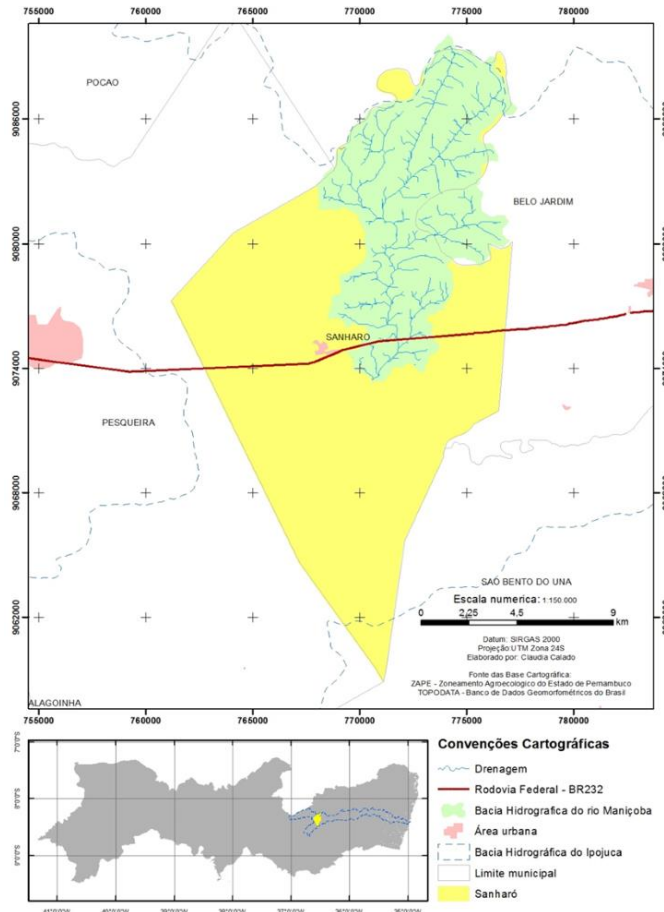 755000 760000 765000 770000 775000 780000
POCAO
9086000
BELO JARDIM
9080000
SANHARO
9074000
PESQUEIRA
9068000
SAO BENTO DO UNA
Escala numerica: 1:150.000
9062000
0 2,25 4,5 9
km
Datum: SIRGAS 2000
Projeção:UTM Zona 24S
Elaborado por: Claudia Calado
Fonte das Base Cartográfica:
ZAPE - Zoneamento Agroecologico do Estado de Pernambuco
TOPODATA - Banco de Dados Geomorfométricos do Brasil
ALAGOINHA
755000 760000 765000 770000 775000 780000
Convenções Cartográficas
Drenagem
Rodovia Federal - BR232
Bacia Hidrografica do rio Maniçoba
Área urbana
Bacia Hidrográfica do Ipojuca
Limite municipal
Sanharó